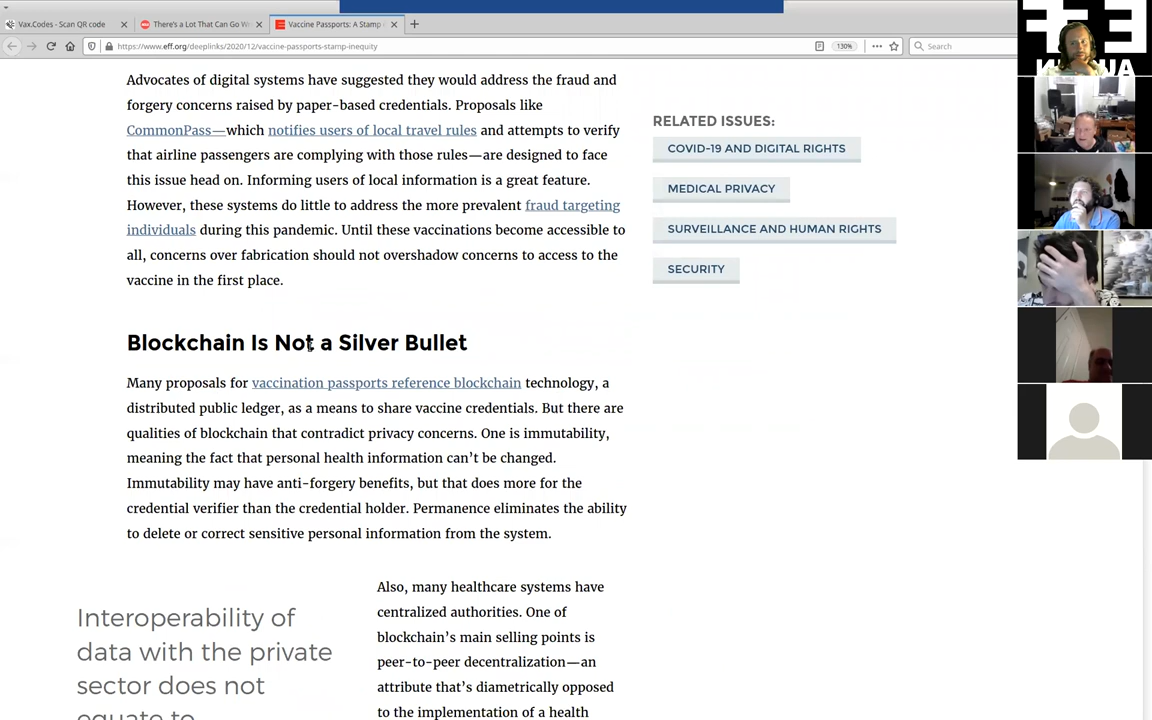 Vax.Codes - Scan QR code
There's a Lot That Can Go Wr
Vaccine Passports: A Stamp
https://www.eff.org/deeplinks/2020/12/vaccine-passports-stamp-inequity
130%
Search
Advocates of digital systems have suggested they would address the fraud and
forgery concerns raised by paper-based credentials. Proposals like
CommonPass—which notifies users of local travel rules and attempts to verify
that airline passengers are complying with those rules—are designed to face
this issue head on. Informing users of local information is a great feature.
However, these systems do little to address the more prevalent fraud targeting
individuals during this pandemic. Until these vaccinations become accessible to
all, concerns over fabrication should not overshadow concerns to access to the
vaccine in the first place.
RELATED ISSUES:
COVID-19 AND DIGITAL RIGHTS
MEDICAL PRIVACY
SURVEILLANCE AND HUMAN RIGHTS
SECURITY
Blockchain Is Not a Silver Bullet
Many proposals for vaccination passports reference blockchain technology, a
distributed public ledger, as a means to share vaccine credentials. But there are
qualities of blockchain that contradict privacy concerns. One is immutability,
meaning the fact that personal health information can't be changed.
Immutability may have anti-forgery benefits, but that does more for the
credential verifier than the credential holder. Permanence eliminates the ability
to delete or correct sensitive personal information from the system.
Interoperability of
data with the private
sector does not
equate to
Also, many healthcare systems have
centralized authorities. One of
blockchain's main selling points is
peer-to-peer decentralization—an
attribute that's diametrically opposed
to the implementation of a health